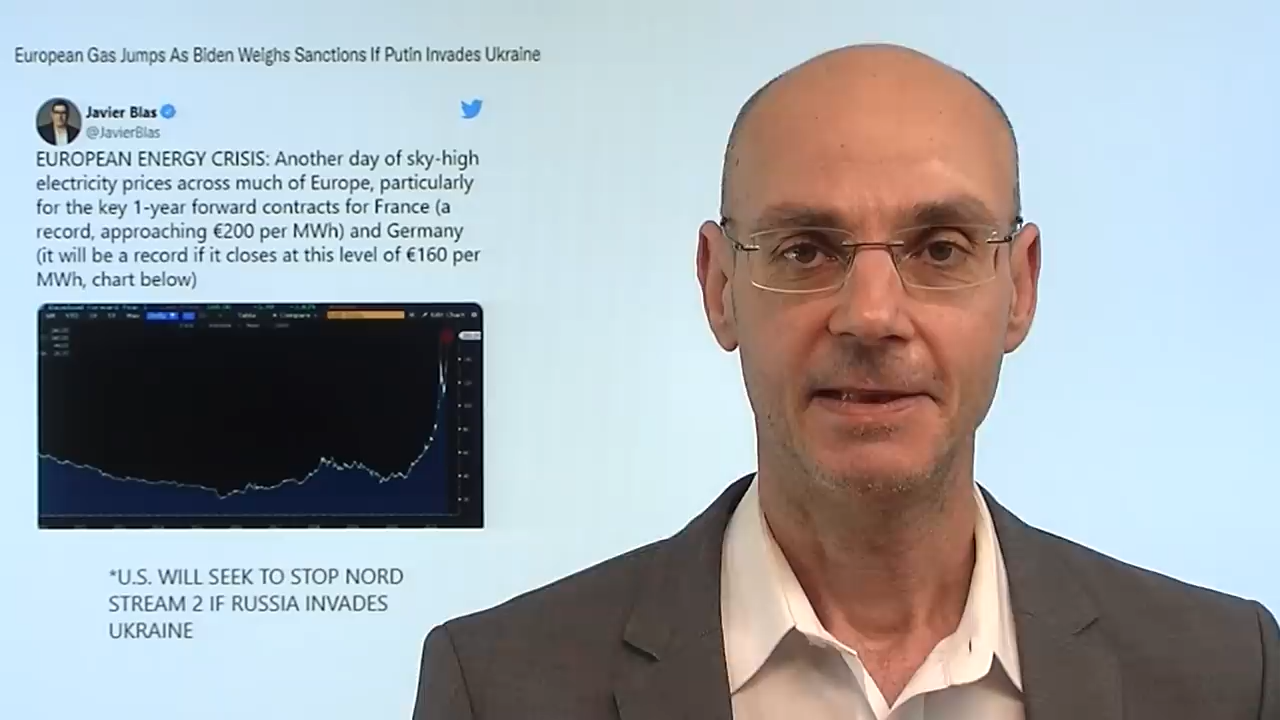 European Gas Jumps As Biden Weighs Sanctions If Putin Invades Ukraine
Javier Blas
@JavierBlas
EUROPEAN ENERGY CRISIS: Another day of sky-high
electricity prices across much of Europe, particularly
for the key 1-year forward contracts for France (a
record, approaching €200 per MWh) and Germany
(it will be a record if it closes at this level of €160 per
MWh, chart below)
*U.S. WILL SEEK TO STOP NORD
STREAM 2 IF RUSSIA INVADES
UKRAINE